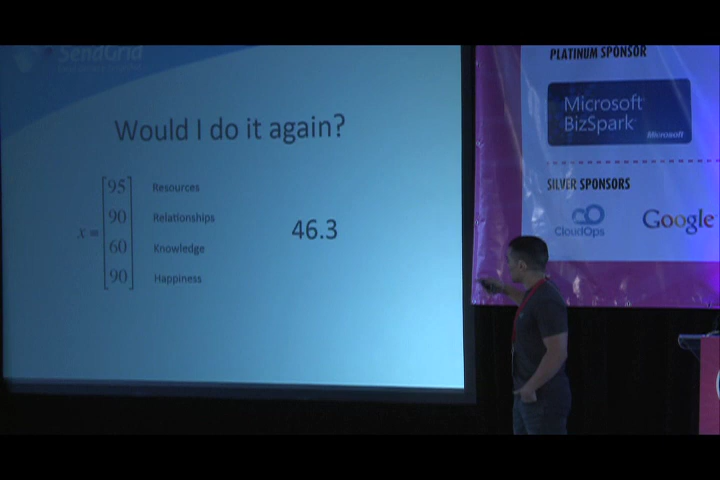 SendGrid
Would I do it again?
x =
95 Resources
90 Relationships
60 Knowledge
90 Happiness
46.3
PLATINUM SPONSOR
Microsoft
BizSpark
Microsoft
SILVER SPONSORS
CloudOps
Google